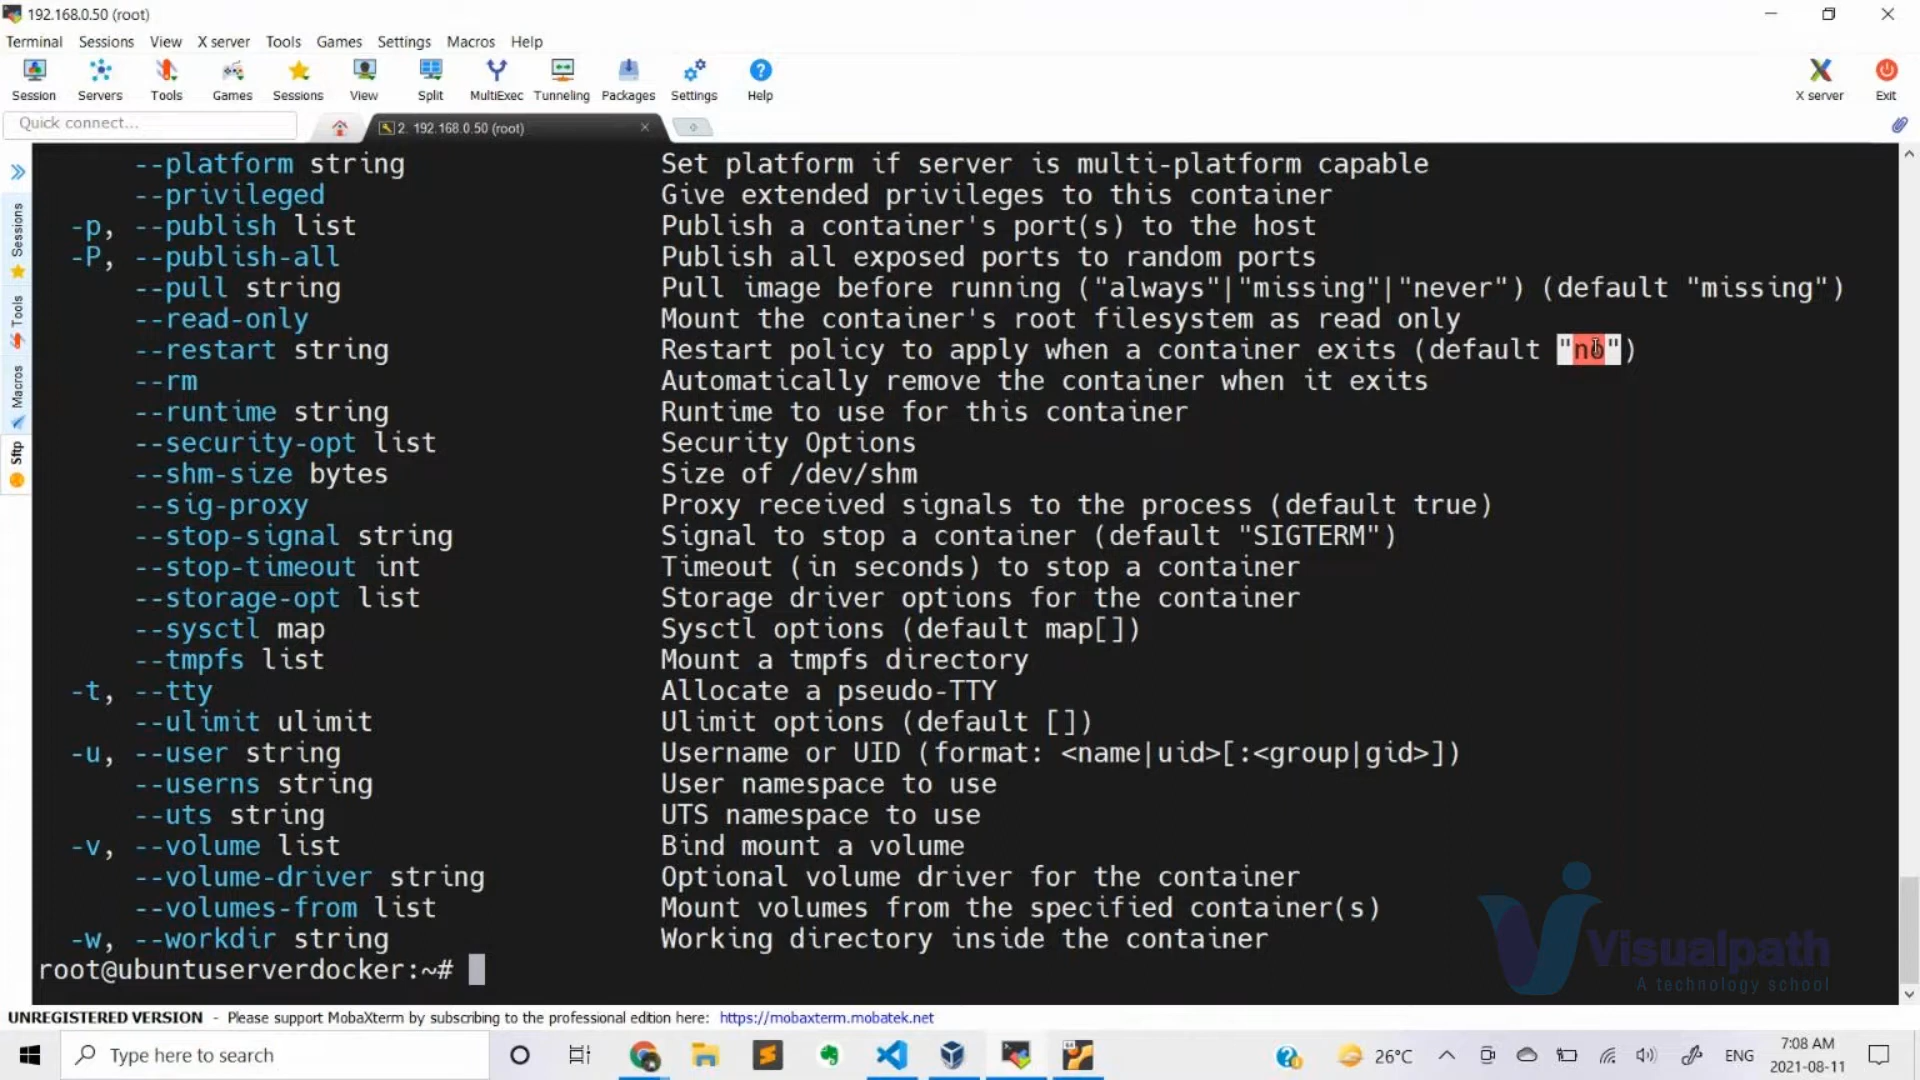 192.168.0.50 (root)
Terminal Sessions View X server Tools Games Settings Macros Help
Session Servers Tools Games Sessions View Split MultiExec Tunneling Packages Settings Help X server Exit
Quick connect... 2. 192.168.0.50 (root)
--platform string Set platform if server is multi-platform capable
--privileged Give extended privileges to this container
-p, --publish list Publish a container's port(s) to the host
-P, --publish-all Publish all exposed ports to random ports
--pull string Pull image before running ("always"|"missing"|"never") (default "missing")
--read-only Mount the container's root filesystem as read only
--restart string Restart policy to apply when a container exits (default "no")
--rm Automatically remove the container when it exits
--runtime string Runtime to use for this container
--security-opt list Security Options
--shm-size bytes Size of /dev/shm
--sig-proxy Proxy received signals to the process (default true)
--stop-signal string Signal to stop a container (default "SIGTERM")
--stop-timeout int Timeout (in seconds) to stop a container
--storage-opt list Storage driver options for the container
--sysctl map Sysctl options (default map[])
--tmpfs list Mount a tmpfs directory
-t, --tty Allocate a pseudo-TTY
--ulimit ulimit Ulimit options (default [])
-u, --user string Username or UID (format: <name|uid>[:<group|gid>])
--userns string User namespace to use
--uts string UTS namespace to use
-v, --volume list Bind mount a volume
--volume-driver string Optional volume driver for the container
--volumes-from list Mount volumes from the specified container(s)
-w, --workdir string Working directory inside the container
root@ubuntuserverdocker:~#
Sessions
Tools
Macros
Sftp
Visualpath
A technology school
UNREGISTERED VERSION - Please support MobaXterm by subscribing to the professional edition here: https://mobaxterm.mobatek.net
Type here to search 26°C ENG 7:08 AM
2021-08-11